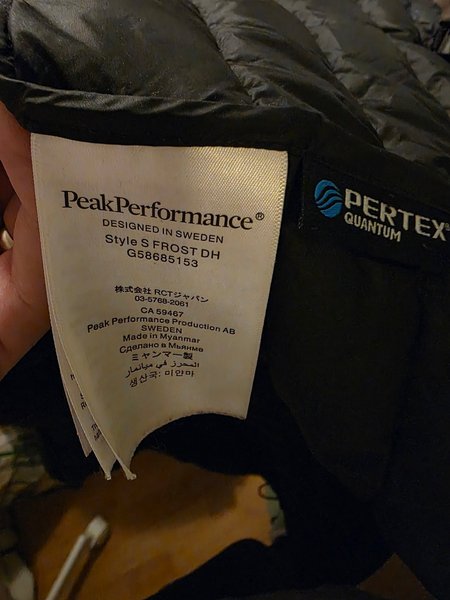 PeakPerformance®
DESIGNED IN SWEDEN
Style S FROST DH
G58685153
株式会社 RCTジャパン
03-5768-2061
CA 59467
Peak Performance Production AB
SWEDEN
Made in Myanmar
Сделано в Мьянме
ミャンマー製
المحرز في ميانمار
생산국: 미얀마
PERTEX®
QUANTUM